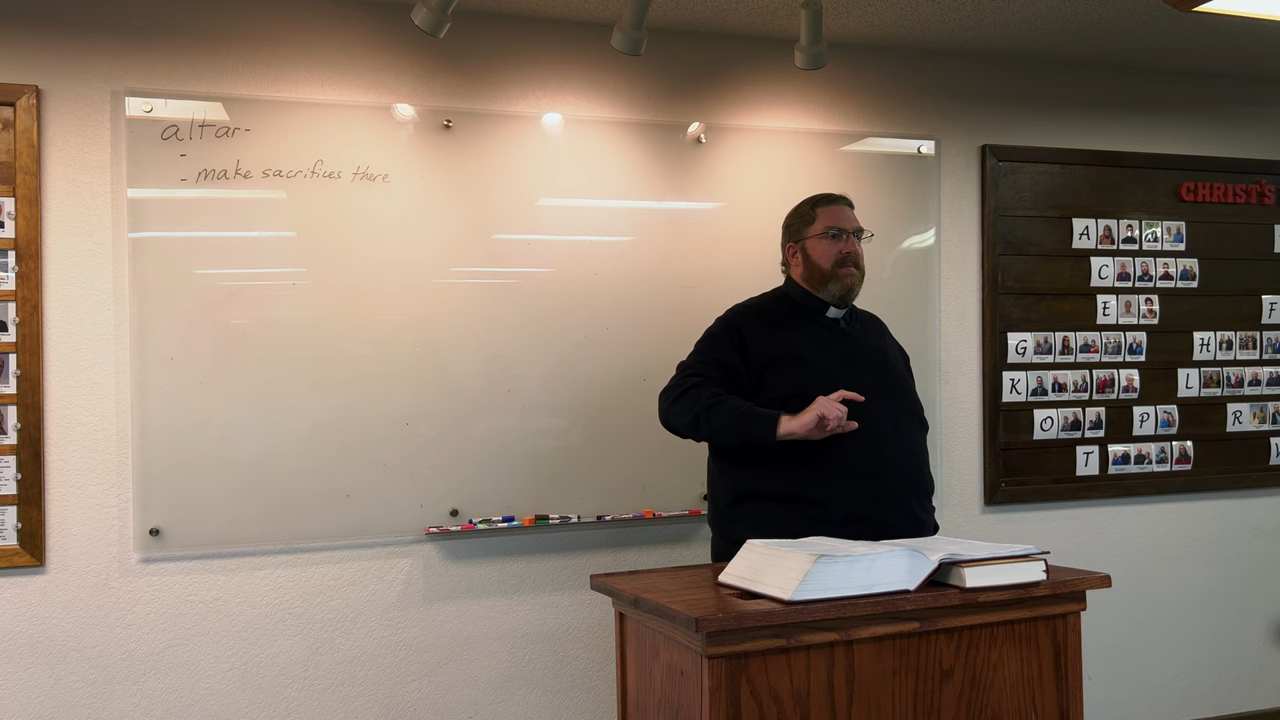 altar-
-
- make sacrifices there
CHRIST'S
A
C
E
F
G
H
K
L
O
P
R
T